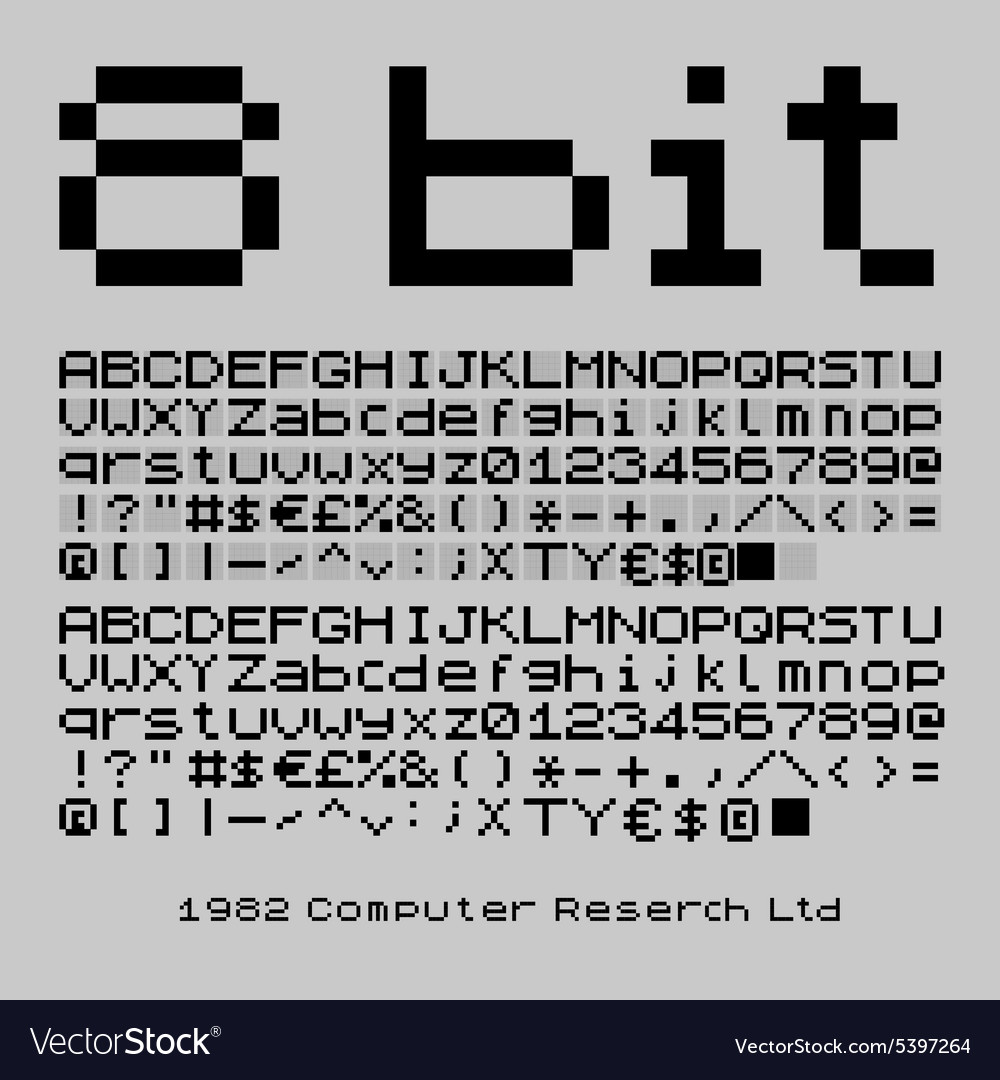 8 bit
ABCDEFGHIJKLMNOPQRSTU
VWXYZabcdefghijklmnop
qrstuvwxyz0123456789@
!?"#$€£%&()*-+.,/\<>=
@[]|—~^ˇ:;XTY€$©■
ABCDEFGHIJKLMNOPQRSTU
VWXYZabcdefghijklmnop
qrstuvwyxz0123456789@
!?"#$€£%&()*-+.,/\<>=
@[]|—~^ˇ:;XTY€$©■
1982 Computer Reserch Ltd
VectorStock®
VectorStock.com/5397264